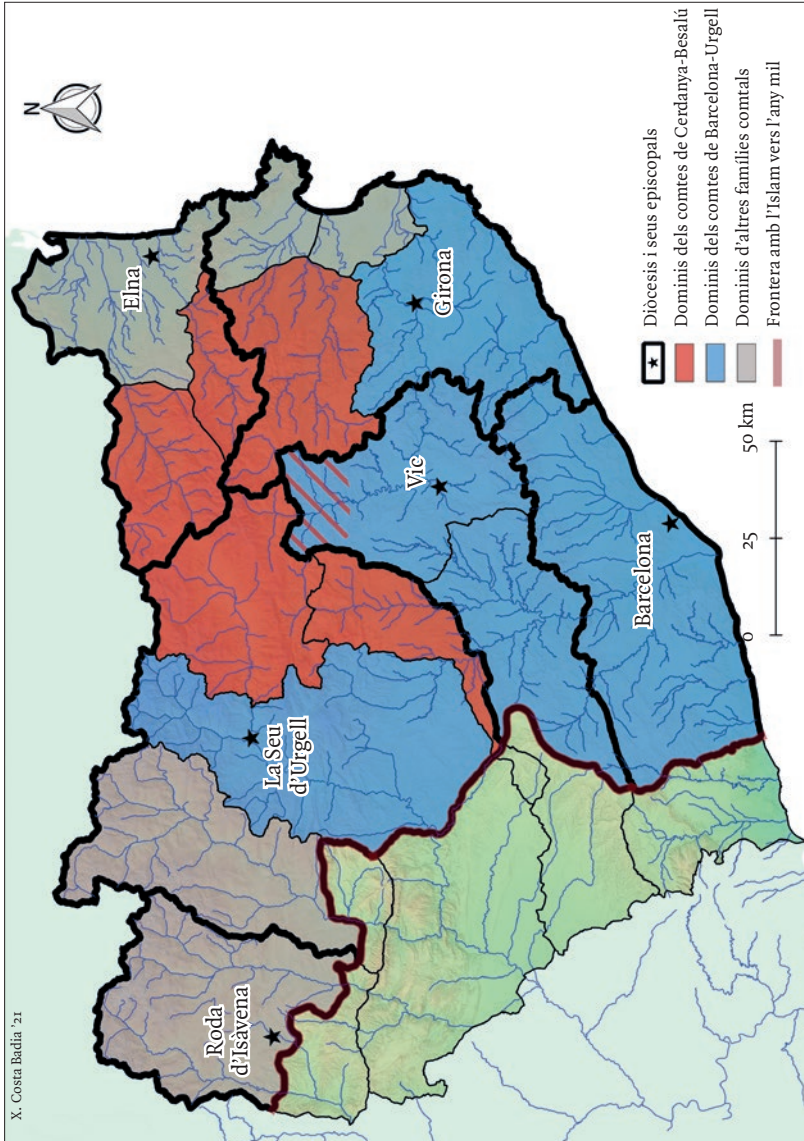 X. Costa Badia '21
N
Elna
Girona
Vic
Barcelona
La Seu
d'Urgell
Roda
d'Isàvena
0
25
50 km
Diòcesis i seus episcopals
Dominis dels comtes de Cerdanya-Besalú
Dominis dels comtes de Barcelona-Urgell
Dominis d'altres famílies comtals
Frontera amb l'Islam vers l'any mil